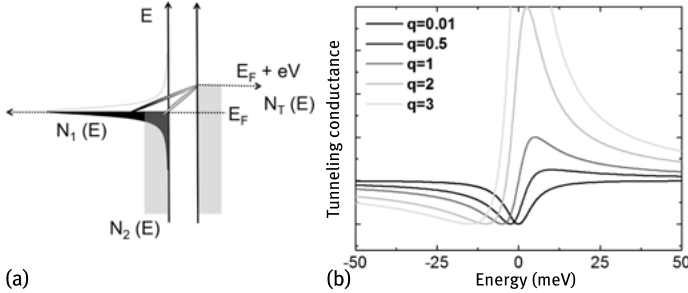 E
E_F + eV
N_T (E)
E_F
N_1 (E)
N_2(E)
(a)
q=0.01
q=0.5
q=1
q=2
q=3
Tunneling conductance
-50 -25 0 25 50
Energy (meV)
(b)